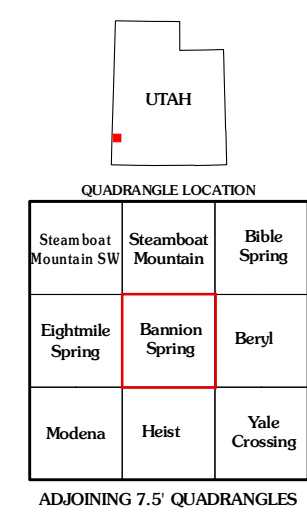 UTAH
QUADRANGLE LOCATION
Steamboat
Mountain SW
Steamboat
Mountain
Bible
Spring
Eightmile
Spring
Bannion
Spring
Beryl
Modena
Heist
Yale
Crossing
ADJOINING 7.5' QUADRANGLES